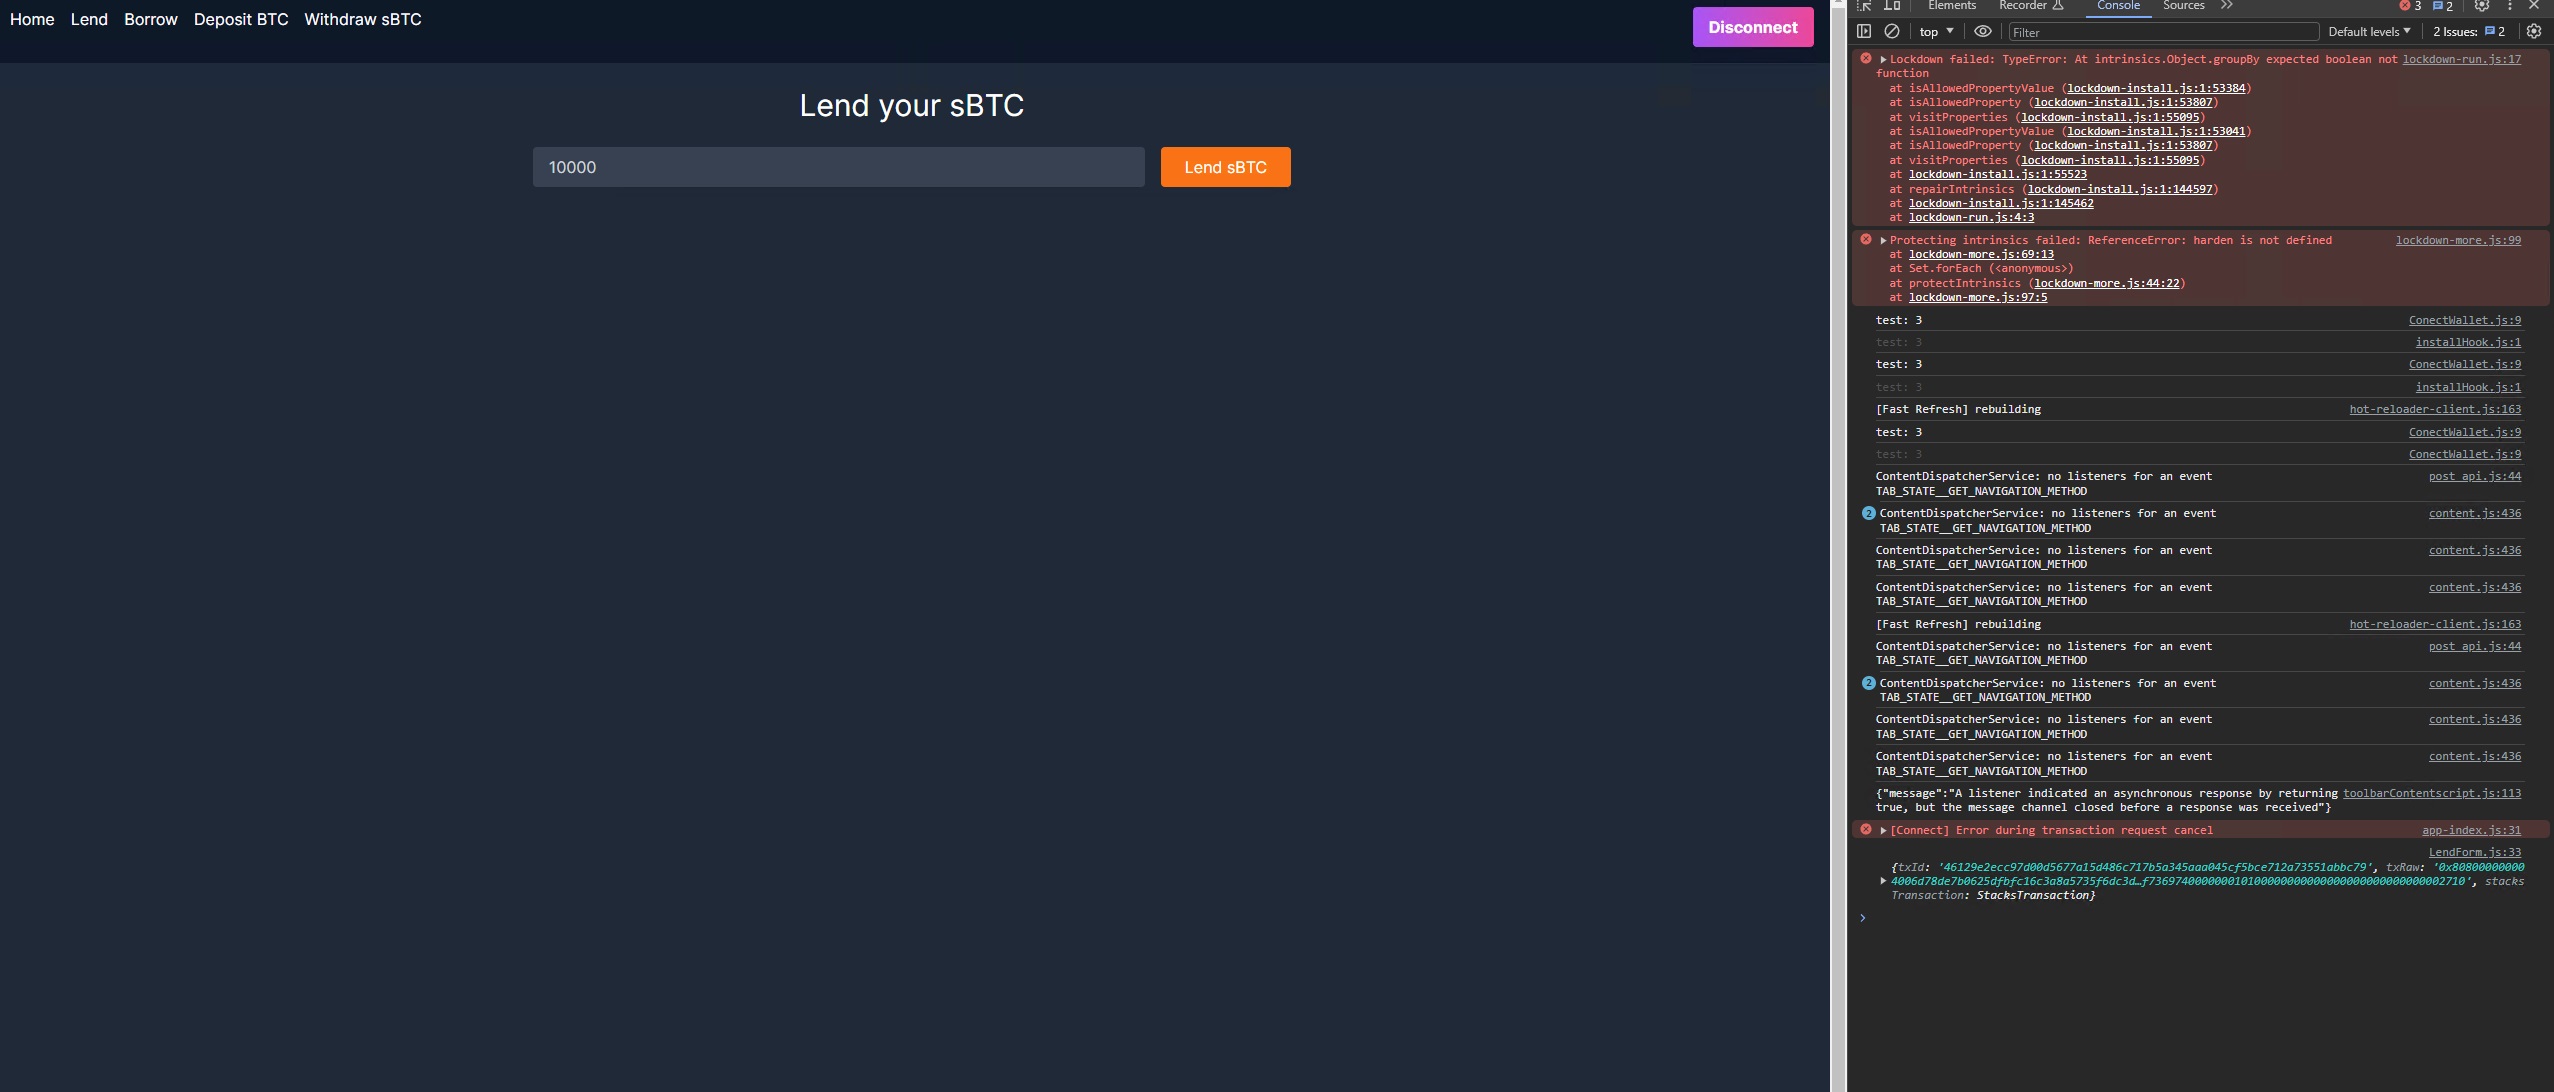 Home Lend Borrow Deposit BTC Withdraw sBTC
Disconnect
Lend your sBTC
10000
Lend sBTC
Elements Recorder Console Sources 3 2
top Filter Default levels 2 Issues: 2
Lockdown failed: TypeError: At intrinsics.Object.groupBy expected boolean not lockdown-run.js:17
function
at isAllowedPropertyValue (lockdown-install.js:1:53384)
at isAllowedProperty (lockdown-install.js:1:53807)
at visitProperties (lockdown-install.js:1:55095)
at isAllowedPropertyValue (lockdown-install.js:1:53041)
at isAllowedProperty (lockdown-install.js:1:53807)
at visitProperties (lockdown-install.js:1:55095)
at lockdown-install.js:1:55523
at repairIntrinsics (lockdown-install.js:1:144597)
at lockdown-install.js:1:145462
at lockdown-run.js:4:3
Protecting intrinsics failed: ReferenceError: harden is not defined lockdown-more.js:99
at lockdown-more.js:69:13
at Set.forEach (<anonymous>)
at protectIntrinsics (lockdown-more.js:44:22)
at lockdown-more.js:97:5
test: 3 ConectWallet.js:9
test: 3 installHook.js:1
test: 3 ConectWallet.js:9
test: 3 installHook.js:1
[Fast Refresh] rebuilding hot-reloader-client.js:163
test: 3 ConectWallet.js:9
test: 3 ConectWallet.js:9
ContentDispatcherService: no listeners for an event post_api.js:44
TAB_STATE__GET_NAVIGATION_METHOD
2 ContentDispatcherService: no listeners for an event content.js:436
TAB_STATE__GET_NAVIGATION_METHOD
ContentDispatcherService: no listeners for an event content.js:436
TAB_STATE__GET_NAVIGATION_METHOD
ContentDispatcherService: no listeners for an event content.js:436
TAB_STATE__GET_NAVIGATION_METHOD
[Fast Refresh] rebuilding hot-reloader-client.js:163
ContentDispatcherService: no listeners for an event post_api.js:44
TAB_STATE__GET_NAVIGATION_METHOD
2 ContentDispatcherService: no listeners for an event content.js:436
TAB_STATE__GET_NAVIGATION_METHOD
ContentDispatcherService: no listeners for an event content.js:436
TAB_STATE__GET_NAVIGATION_METHOD
ContentDispatcherService: no listeners for an event content.js:436
TAB_STATE__GET_NAVIGATION_METHOD
{"message":"A listener indicated an asynchronous response by returning toolbarContentscript.js:113
true, but the message channel closed before a response was received"}
[Connect] Error during transaction request cancel app-index.js:31
LendForm.js:33
{txId: '46129e2ecc97d00d5677a15d486c717b5a345aaa045cf5bce712a73551abbc79', txRaw: '0x80800000000
4006d78de7b0625dfbfc16c3a8a5735f6dc3d…f73697400000001010000000000000000000000000002710', stacks
Transaction: StacksTransaction}